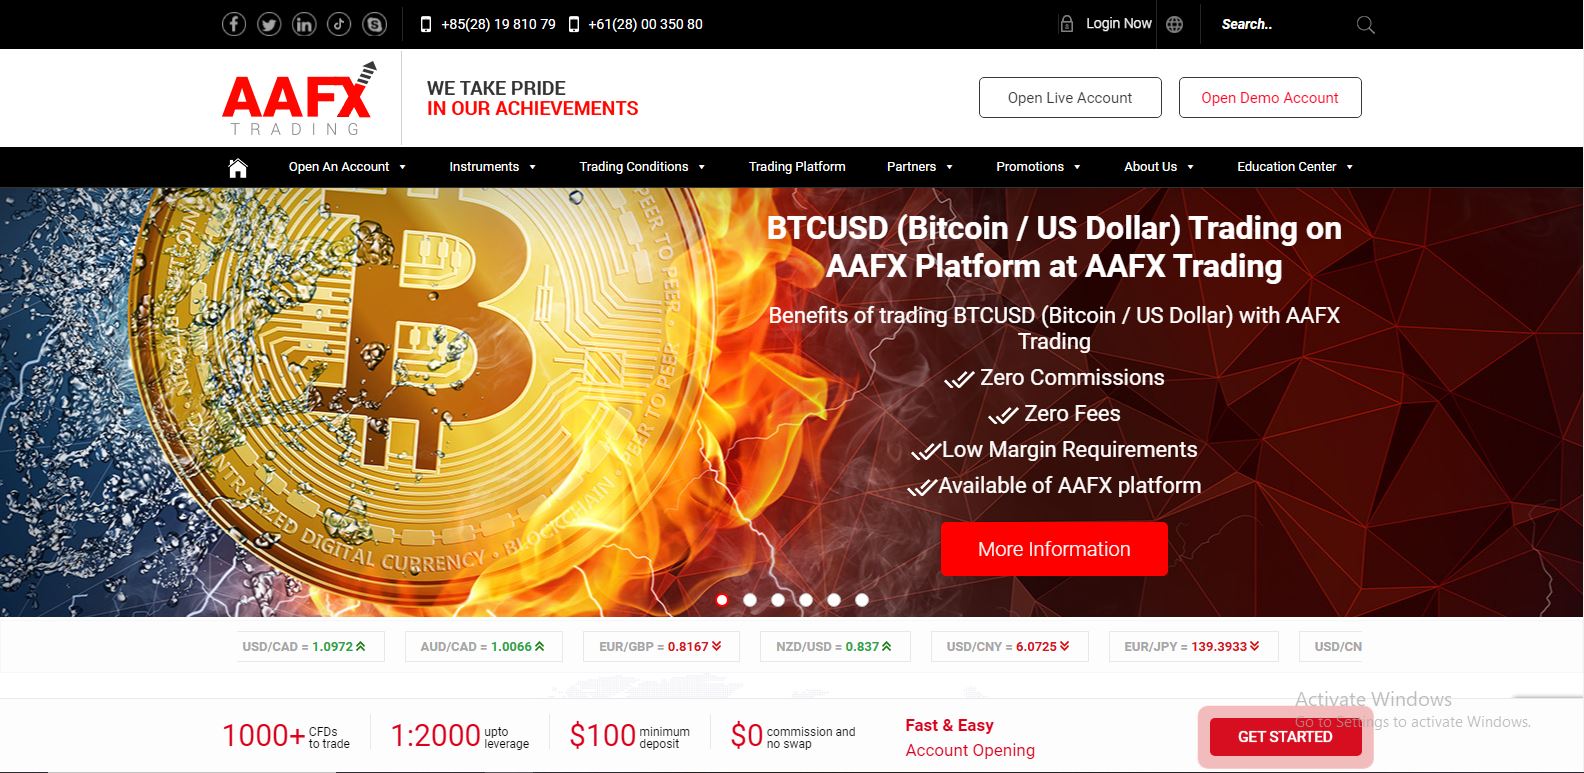 +85(28) 19 810 79
+61(28) 00 350 80
Login Now
Search..
AAFX
TRADING
WE TAKE PRIDE
IN OUR ACHIEVEMENTS
Open Live Account
Open Demo Account
Open An Account
Instruments
Trading Conditions
Trading Platform
Partners
Promotions
About Us
Education Center
BTCUSD (Bitcoin / US Dollar) Trading on
AAFX Platform at AAFX Trading
Benefits of trading BTCUSD (Bitcoin / US Dollar) with AAFX
Trading
Zero Commissions
Zero Fees
Low Margin Requirements
Available of AAFX platform
More Information
DIGITAL CURRENCY • BLOCKCHAIN • PEER TO PEER • PEER TO PEER
USD/CAD = 1.0972
AUD/CAD = 1.0066
EUR/GBP = 0.8167
NZD/USD = 0.837
USD/CNY = 6.0725
EUR/JPY = 139.3933
USD/CN
1000+ CFDs
to trade
1:2000 upto
leverage
$100 minimum
deposit
$0 commission and
no swap
Fast & Easy
Account Opening
GET STARTED
Activate Windows
Go to Settings to activate Windows.